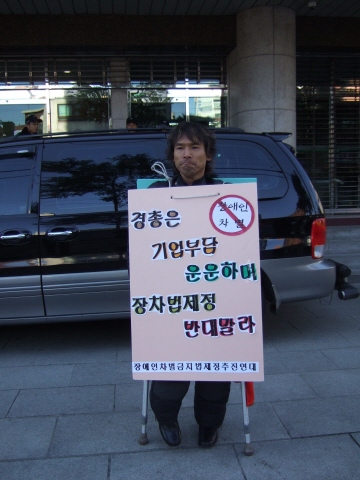 장애인
차별
경총은
기업부담
운운하며
장차법제정
반대말라
장애인차별금지법제정추진연대